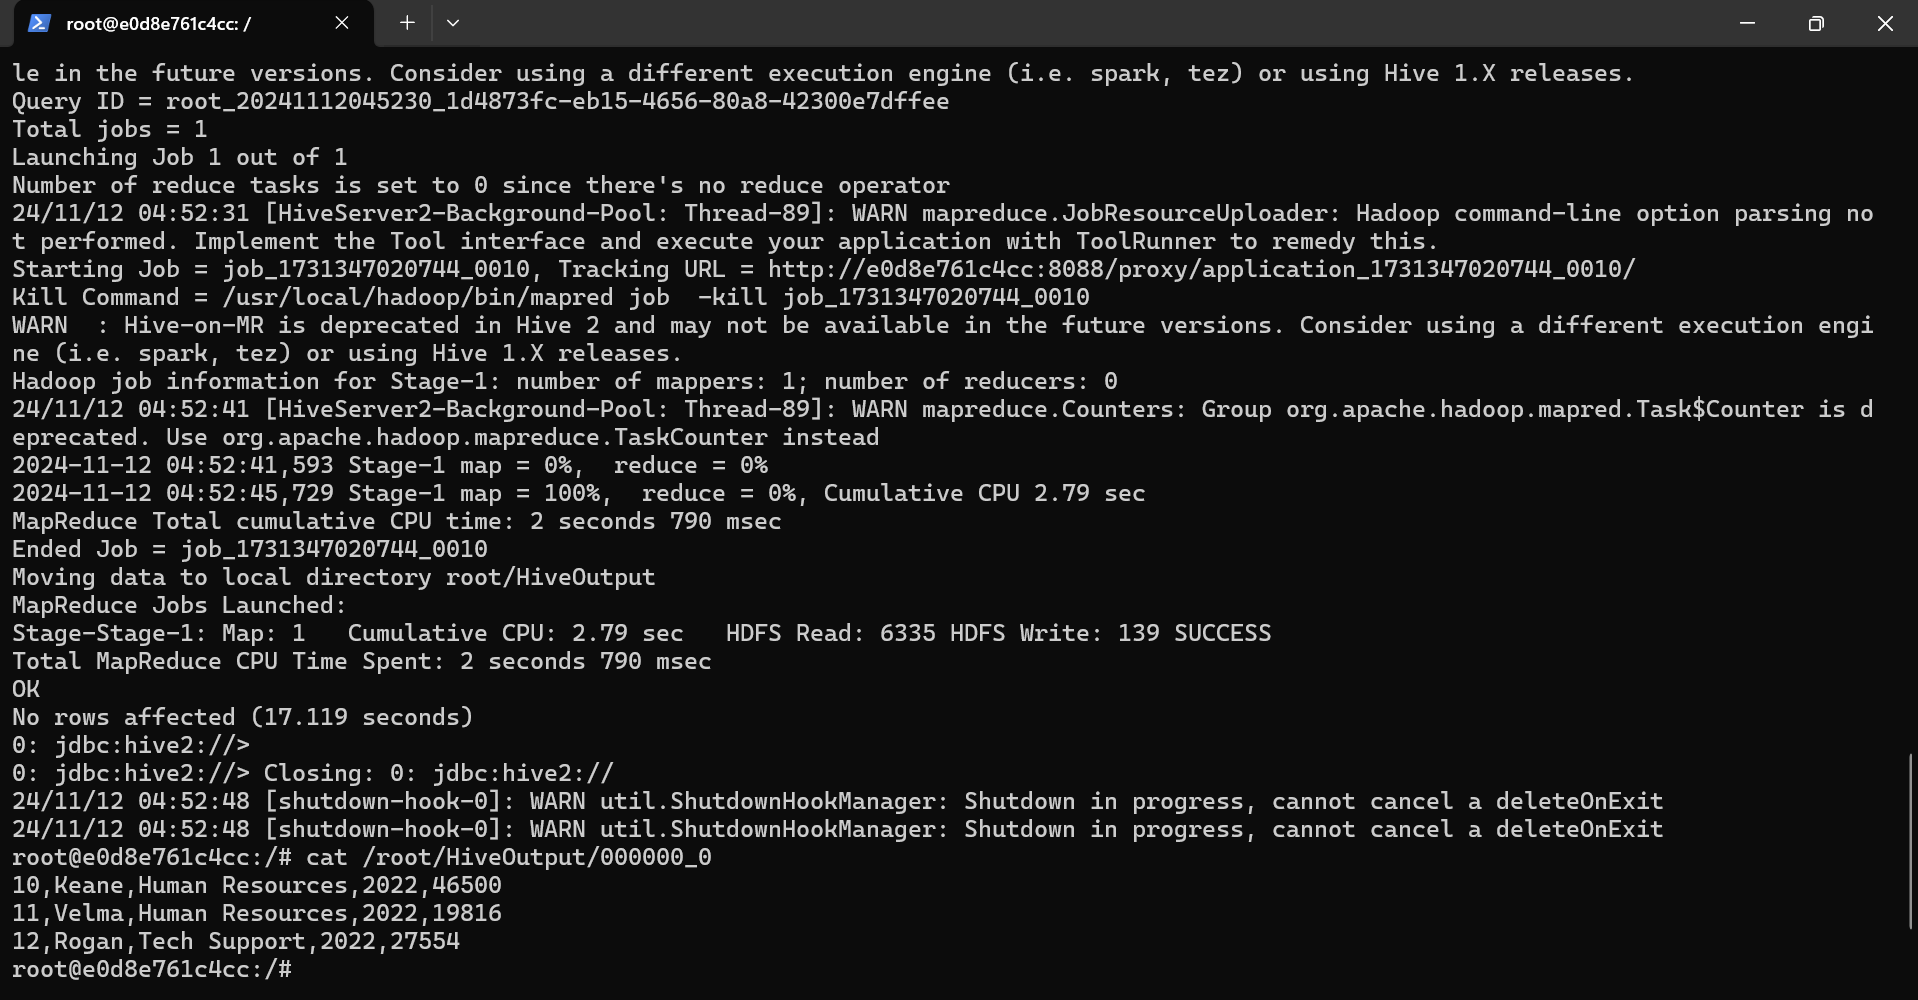 root@e0d8e761c4cc: /
le in the future versions. Consider using a different execution engine (i.e. spark, tez) or using Hive 1.X releases.
Query ID = root_20241112045230_1d4873fc-eb15-4656-80a8-42300e7dffee
Total jobs = 1
Launching Job 1 out of 1
Number of reduce tasks is set to 0 since there's no reduce operator
24/11/12 04:52:31 [HiveServer2-Background-Pool: Thread-89]: WARN mapreduce.JobResourceUploader: Hadoop command-line option parsing no
t performed. Implement the Tool interface and execute your application with ToolRunner to remedy this.
Starting Job = job_1731347020744_0010, Tracking URL = http://e0d8e761c4cc:8088/proxy/application_1731347020744_0010/
Kill Command = /usr/local/hadoop/bin/mapred job  -kill job_1731347020744_0010
WARN  : Hive-on-MR is deprecated in Hive 2 and may not be available in the future versions. Consider using a different execution engi
ne (i.e. spark, tez) or using Hive 1.X releases.
Hadoop job information for Stage-1: number of mappers: 1; number of reducers: 0
24/11/12 04:52:41 [HiveServer2-Background-Pool: Thread-89]: WARN mapreduce.Counters: Group org.apache.hadoop.mapred.Task$Counter is d
eprecated. Use org.apache.hadoop.mapreduce.TaskCounter instead
2024-11-12 04:52:41,593 Stage-1 map = 0%,  reduce = 0%
2024-11-12 04:52:45,729 Stage-1 map = 100%,  reduce = 0%, Cumulative CPU 2.79 sec
MapReduce Total cumulative CPU time: 2 seconds 790 msec
Ended Job = job_1731347020744_0010
Moving data to local directory root/HiveOutput
MapReduce Jobs Launched:
Stage-Stage-1: Map: 1   Cumulative CPU: 2.79 sec   HDFS Read: 6335 HDFS Write: 139 SUCCESS
Total MapReduce CPU Time Spent: 2 seconds 790 msec
OK
No rows affected (17.119 seconds)
0: jdbc:hive2://>
0: jdbc:hive2://> Closing: 0: jdbc:hive2://
24/11/12 04:52:48 [shutdown-hook-0]: WARN util.ShutdownHookManager: Shutdown in progress, cannot cancel a deleteOnExit
24/11/12 04:52:48 [shutdown-hook-0]: WARN util.ShutdownHookManager: Shutdown in progress, cannot cancel a deleteOnExit
root@e0d8e761c4cc:/# cat /root/HiveOutput/000000_0
10,Keane,Human Resources,2022,46500
11,Velma,Human Resources,2022,19816
12,Rogan,Tech Support,2022,27554
root@e0d8e761c4cc:/#